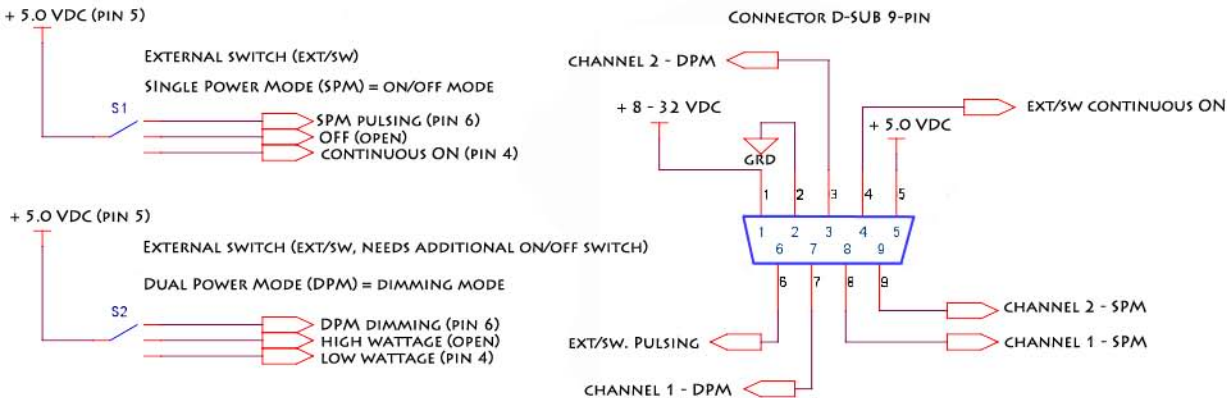 + 5.0 VDC (PIN 5)
EXTERNAL SWITCH (EXT/SW)
SINGLE POWER MODE (SPM) = ON/OFF MODE
S1
SPM PULSING (PIN 6)
OFF (OPEN)
CONTINUOUS ON (PIN 4)
+ 5.0 VDC (PIN 5)
EXTERNAL SWITCH (EXT/SW, NEEDS ADDITIONAL ON/OFF SWITCH)
DUAL POWER MODE (DPM) = DIMMING MODE
S2
DPM DIMMING (PIN 6)
HIGH WATTAGE (OPEN)
LOW WATTAGE (PIN 4)
CONNECTOR D-SUB 9-PIN
CHANNEL 2 - DPM
+ 8 - 32 VDC
EXT/SW CONTINUOUS ON
+ 5.0 VDC
GRD
1 2 3 4 5
1 2 3 4 5
6 7 8 9
6 7 8 9
CHANNEL 2 - SPM
EXT/SW. PULSING
CHANNEL 1 - SPM
CHANNEL 1 - DPM